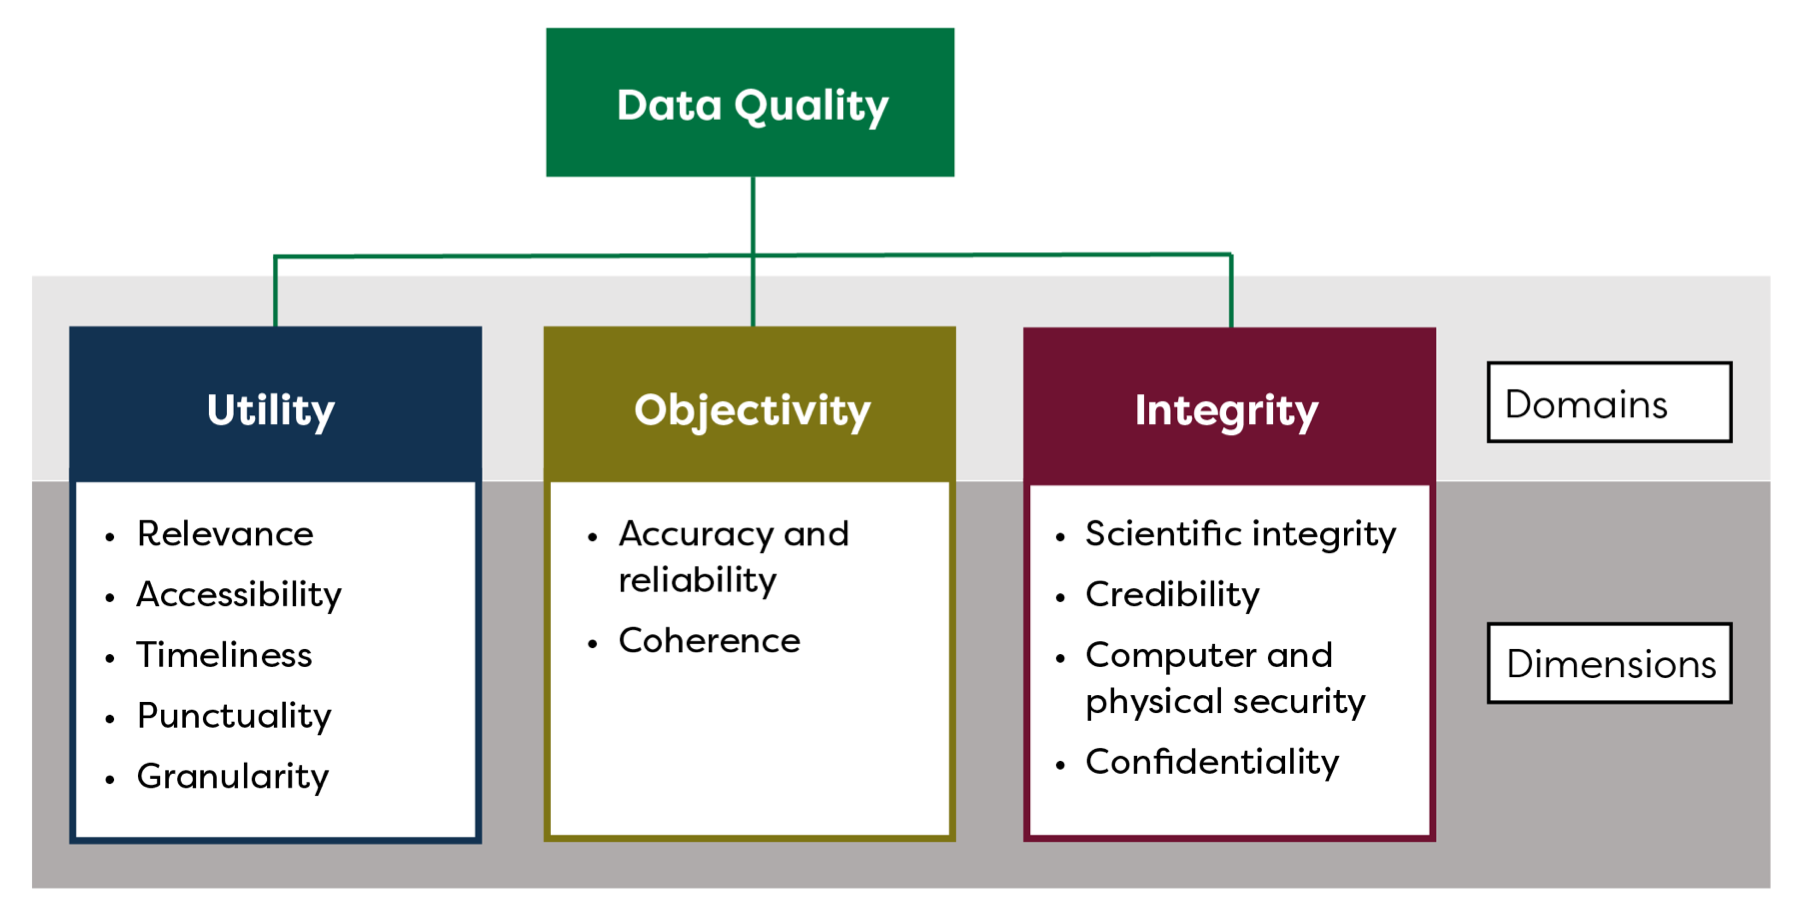 Data Quality
Utility
Objectivity
Integrity
Domains
• Relevance
• Accessibility
• Timeliness
• Punctuality
• Granularity
• Accuracy and
reliability
• Coherence
• Scientific integrity
• Credibility
• Computer and
physical security
• Confidentiality
Dimensions